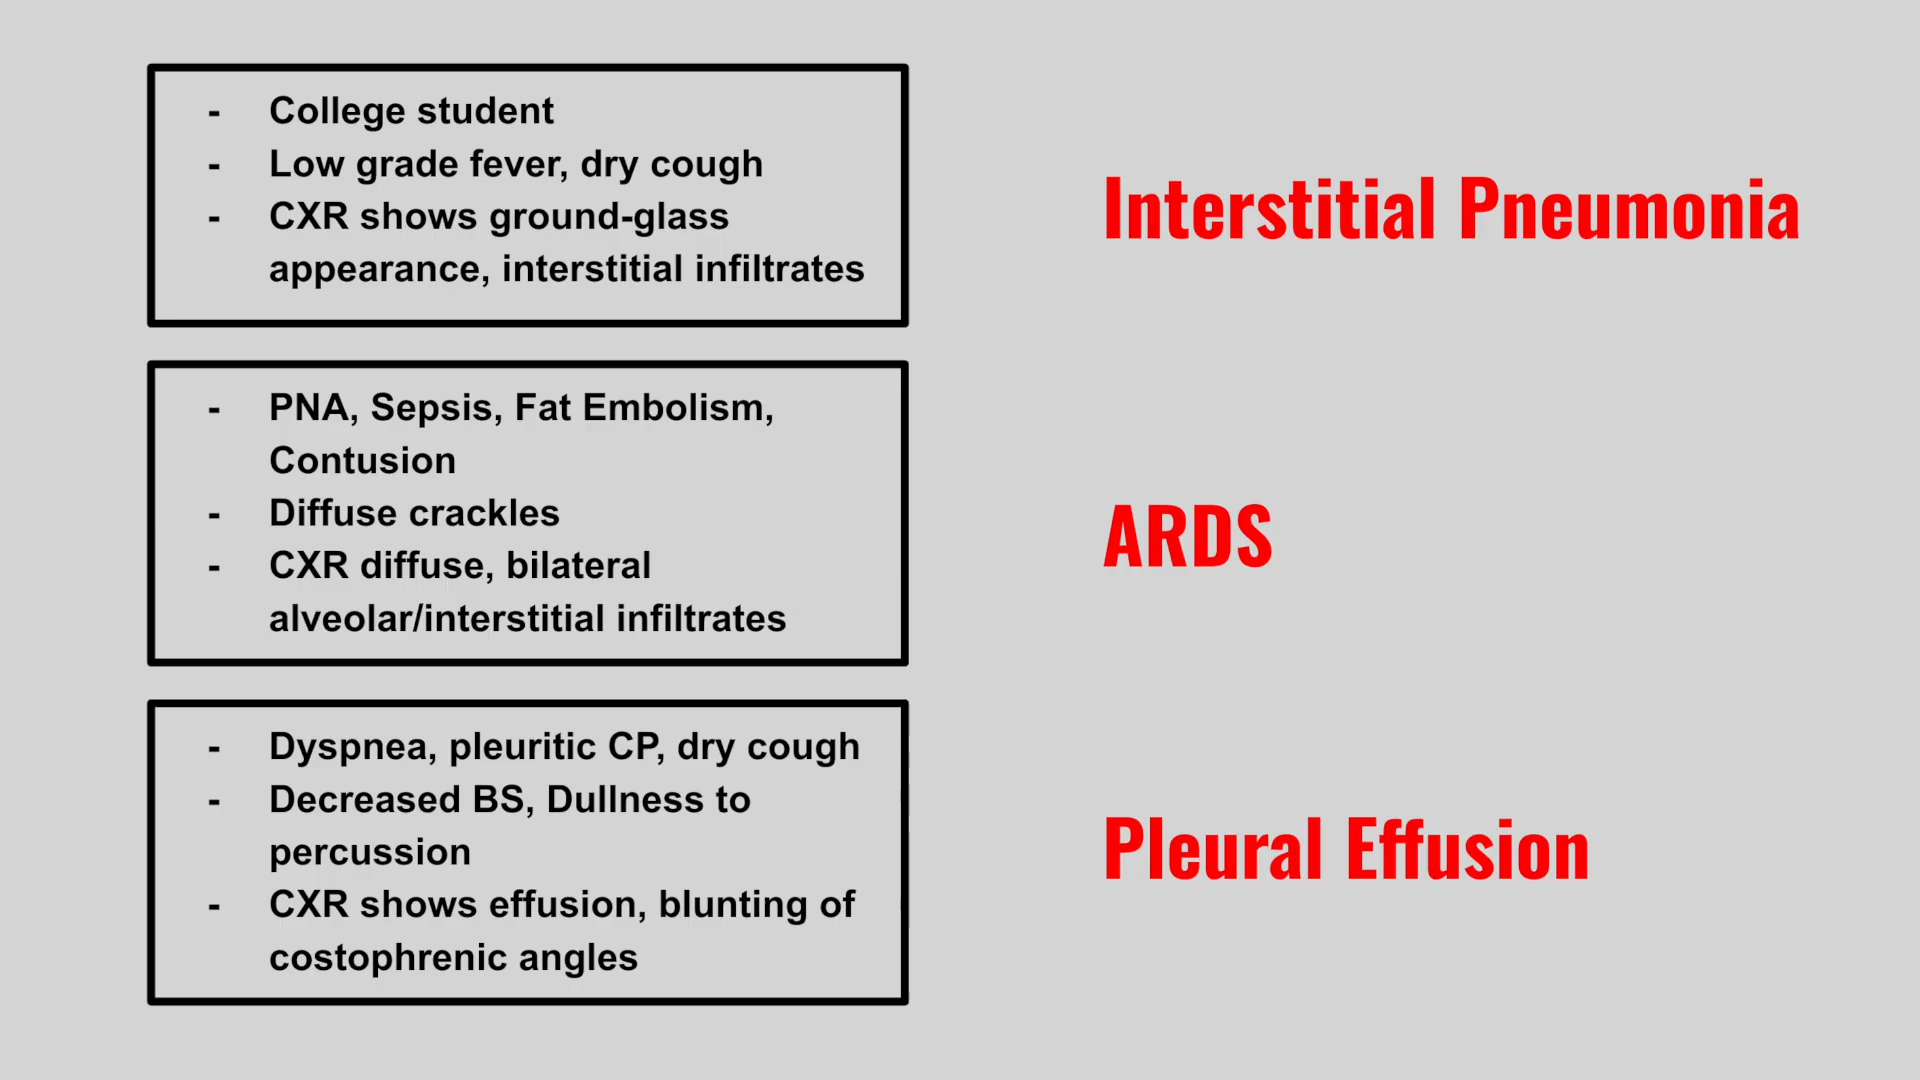 - College student
- Low grade fever, dry cough
- CXR shows ground-glass
appearance, interstitial infiltrates
Interstitial Pneumonia
- PNA, Sepsis, Fat Embolism,
Contusion
- Diffuse crackles
- CXR diffuse, bilateral
alveolar/interstitial infiltrates
ARDS
- Dyspnea, pleuritic CP, dry cough
- Decreased BS, Dullness to
percussion
- CXR shows effusion, blunting of
costophrenic angles
Pleural Effusion